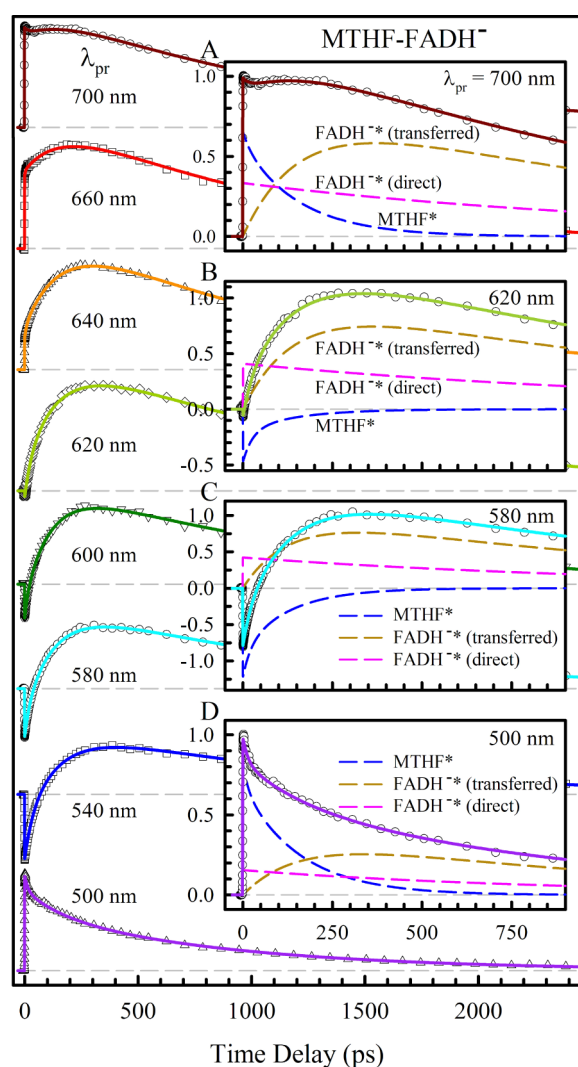 MTHF-FADH⁻
λpr
700 nm
660 nm
640 nm
620 nm
600 nm
580 nm
540 nm
500 nm
A
λpr = 700 nm
1.0
0.5
0.0
FADH⁻* (transferred)
FADH⁻* (direct)
MTHF*
B
620 nm
1.0
0.5
0.0
-0.5
FADH⁻* (transferred)
FADH⁻* (direct)
MTHF*
C
580 nm
1.0
0.5
0.0
-0.5
-1.0
MTHF*
FADH⁻* (transferred)
FADH⁻* (direct)
D
500 nm
1.0
0.5
0.0
MTHF*
FADH⁻* (transferred)
FADH⁻* (direct)
0 250 500 750
0 500 1000 1500 2000
Time Delay (ps)